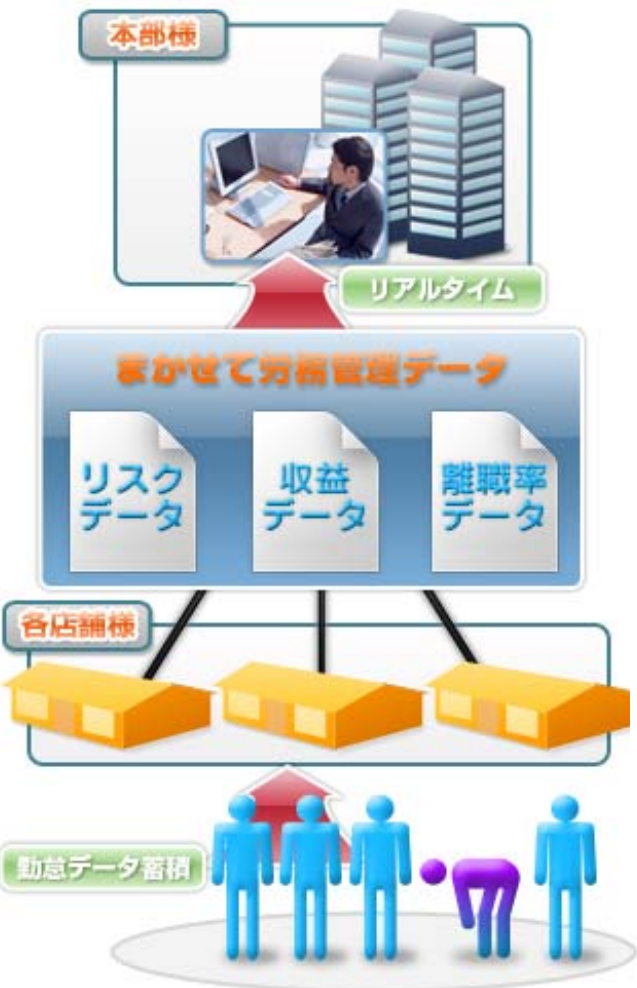 本部様
リアルタイム
まかせて労務管理データ
リスク
データ
収益
データ
離職率
データ
各店舗様
勤怠データ蓄積